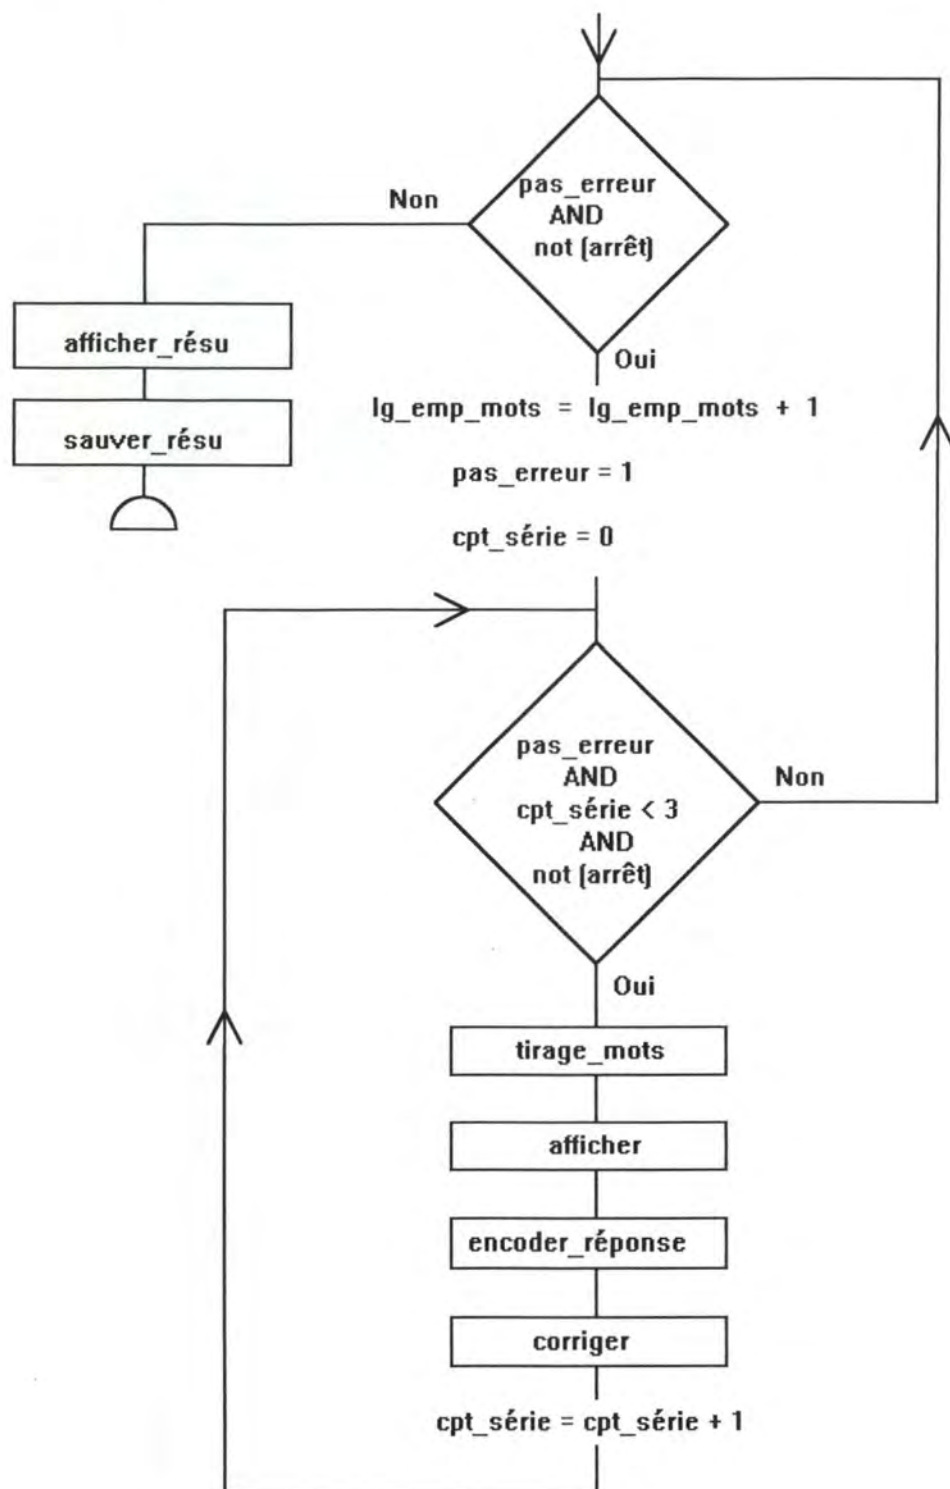 pas_erreur
AND
not (arrêt)
Non
Oui
afficher_résu
sauver_résu
lg_emp_mots = lg_emp_mots + 1
pas_erreur = 1
cpt_série = 0
pas_erreur
AND
cpt_série < 3
AND
not (arrêt)
Non
Oui
tirage_mots
afficher
encoder_réponse
corriger
cpt_série = cpt_série + 1